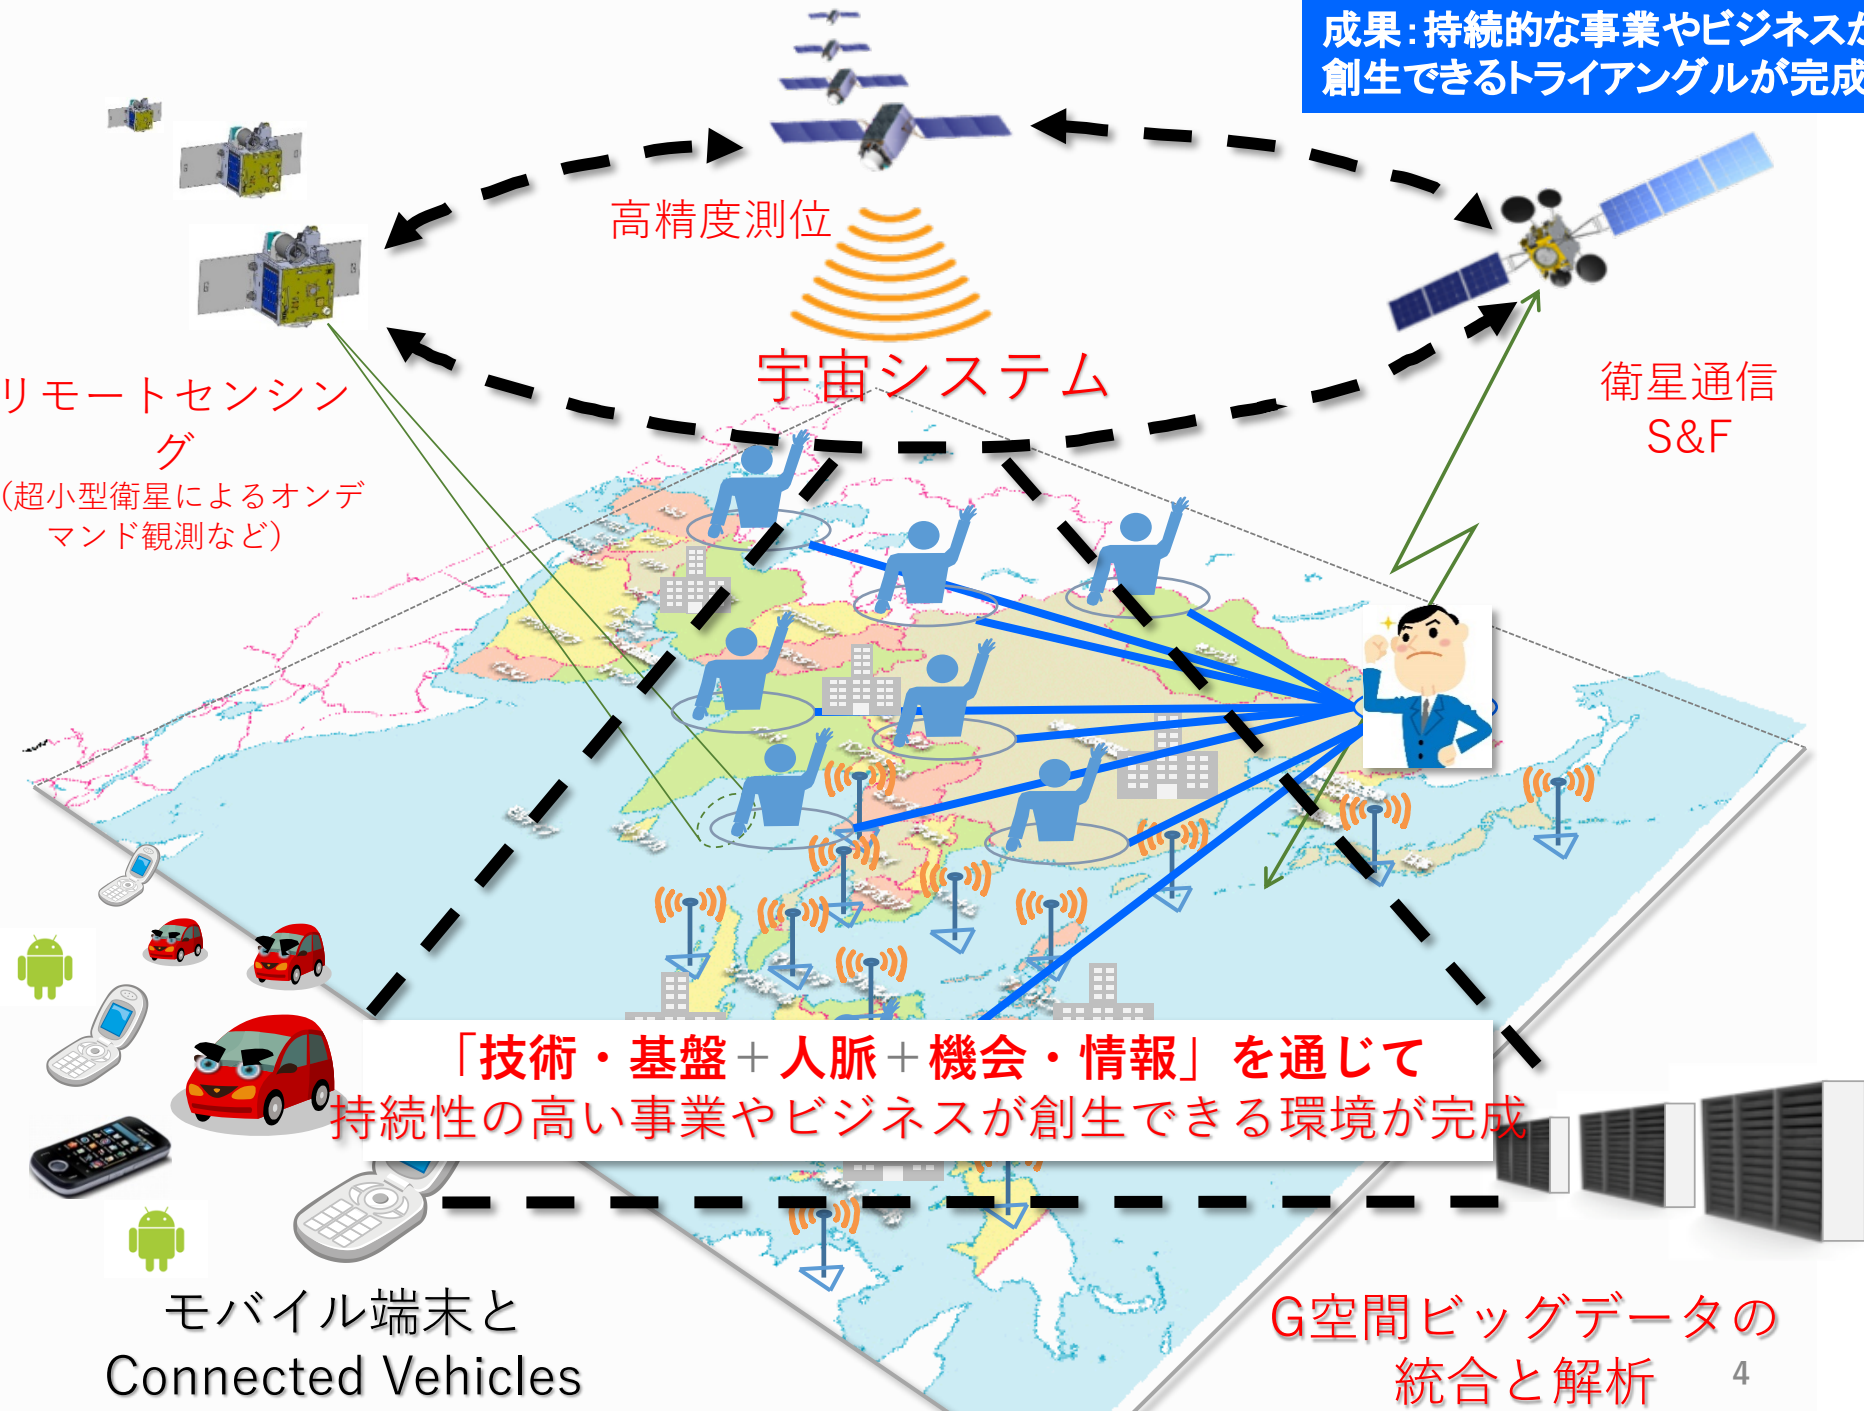 成果：持続的な事業やビジネスが
創生できるトライアングルが完成
高精度測位
宇宙システム
リモートセンシン
グ
(超小型衛星によるオンデ
マンド観測など)
衛星通信
S&F
「技術・基盤＋人脈＋機会・情報」を通じて
持続性の高い事業やビジネスが創生できる環境が完成
モバイル端末と
Connected Vehicles
G空間ビッグデータの
統合と解析
4